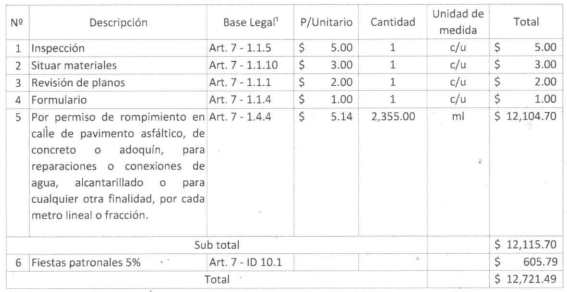 Nº Descripción Base Legal¹ P/Unitario Cantidad Unidad de medida Total
1 Inspección Art. 7 - 1.1.5 $ 5.00 1 c/u $ 5.00
2 Situar materiales Art. 7 - 1.1.10 $ 3.00 1 c/u $ 3.00
3 Revisión de planos Art. 7 - 1.1.1 $ 2.00 1 c/u $ 2.00
4 Formulario Art. 7 - 1.1.4 $ 1.00 1 c/u $ 1.00
5 Por permiso de rompimiento en Art. 7 - 1.4.4 $ 5.14 2,355.00 ml $ 12,104.70
calle de pavimento asfáltico, de
concreto o adoquín, para
reparaciones o conexiones de
agua, alcantarillado o para
cualquier otra finalidad, por cada
metro lineal o fracción.
Sub total $ 12,115.70
6 Fiestas patronales 5% Art. 7 - ID 10.1 $ 605.79
Total $ 12,721.49